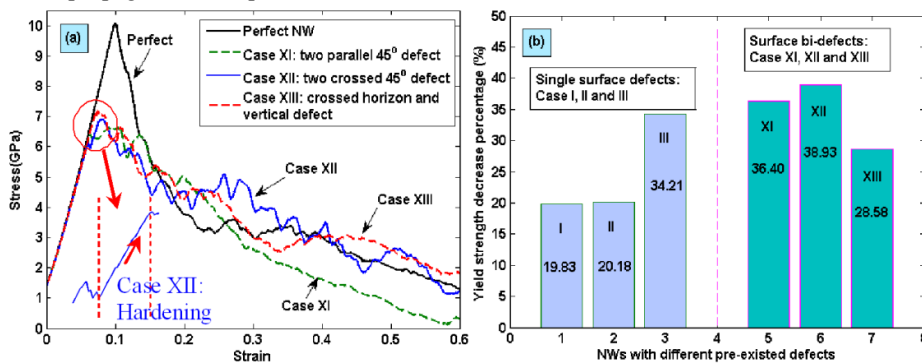 (a)
Perfect
Perfect NW
Case XI: two parallel 45⁰ defect
Case XII: two crossed 45⁰ defect
Case XIII: crossed horizon and
vertical defect
Case XII
Case XIII
Case XI
Case XII:
Hardening
Stress(GPa)
10
9
8
7
6
5
4
3
2
1
0
0
0.1
0.2
0.3
0.4
0.5
0.6
Strain
(b)
Single surface defects:
Case I, II and III
Surface bi-defects:
Case XI, XII and XIII
I
19.83
II
20.18
III
34.21
XI
36.40
XII
38.93
XIII
28.58
Yield strength decrease percentage (%)
50
45
40
35
30
25
20
15
10
5
0
0
1
2
3
4
5
6
7
8
NWs with different pre-existed defects